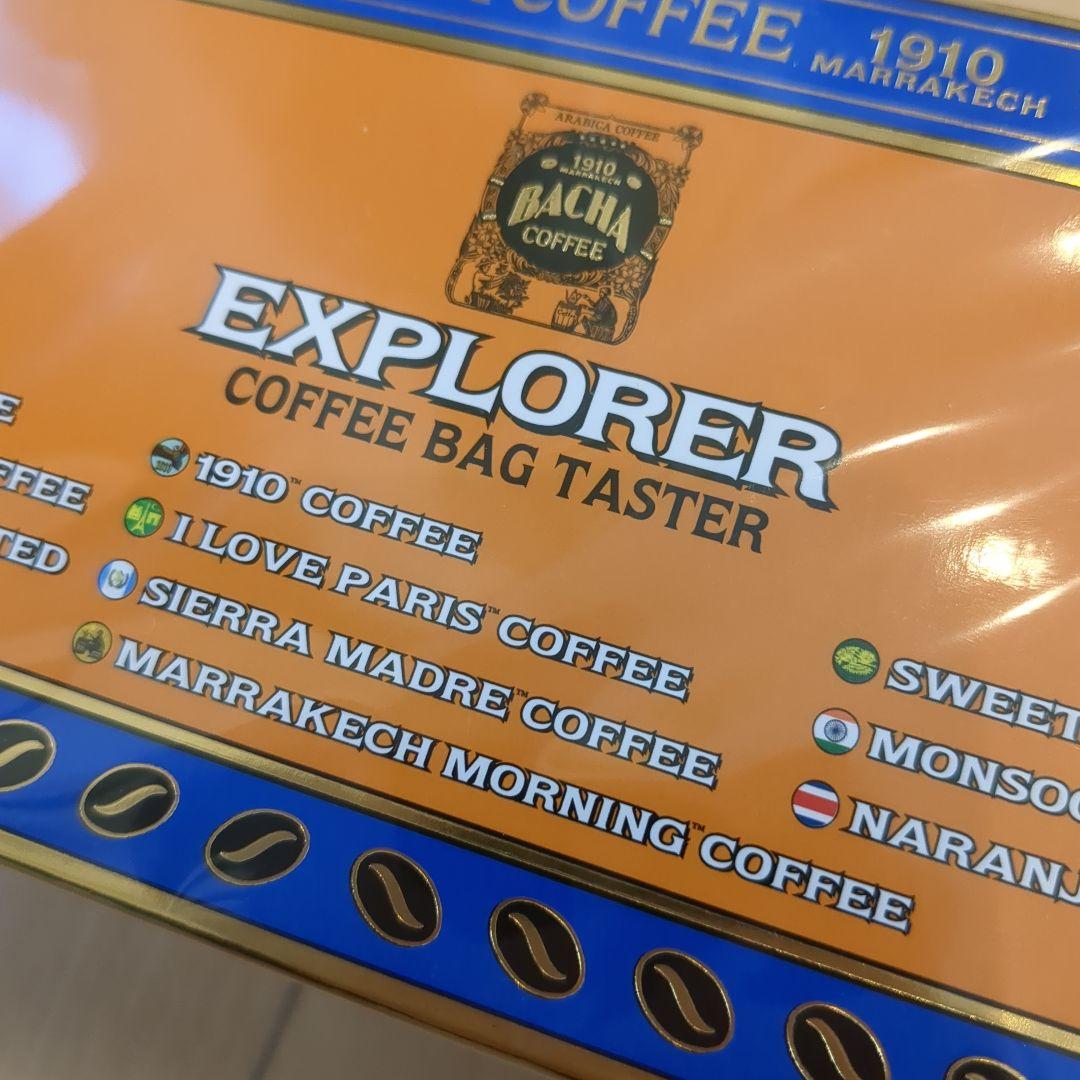 COFFEE 1910
MARRAKECH
ARABICA COFFEE
1910
MARRAKECH
BACHA
COFFEE
EXPLORER
COFFEE BAG TASTER
1910™ COFFEE
I LOVE PARIS™ COFFEE
SIERRA MADRE™ COFFEE
MARRAKECH MORNING™ COFFEE
SWEET